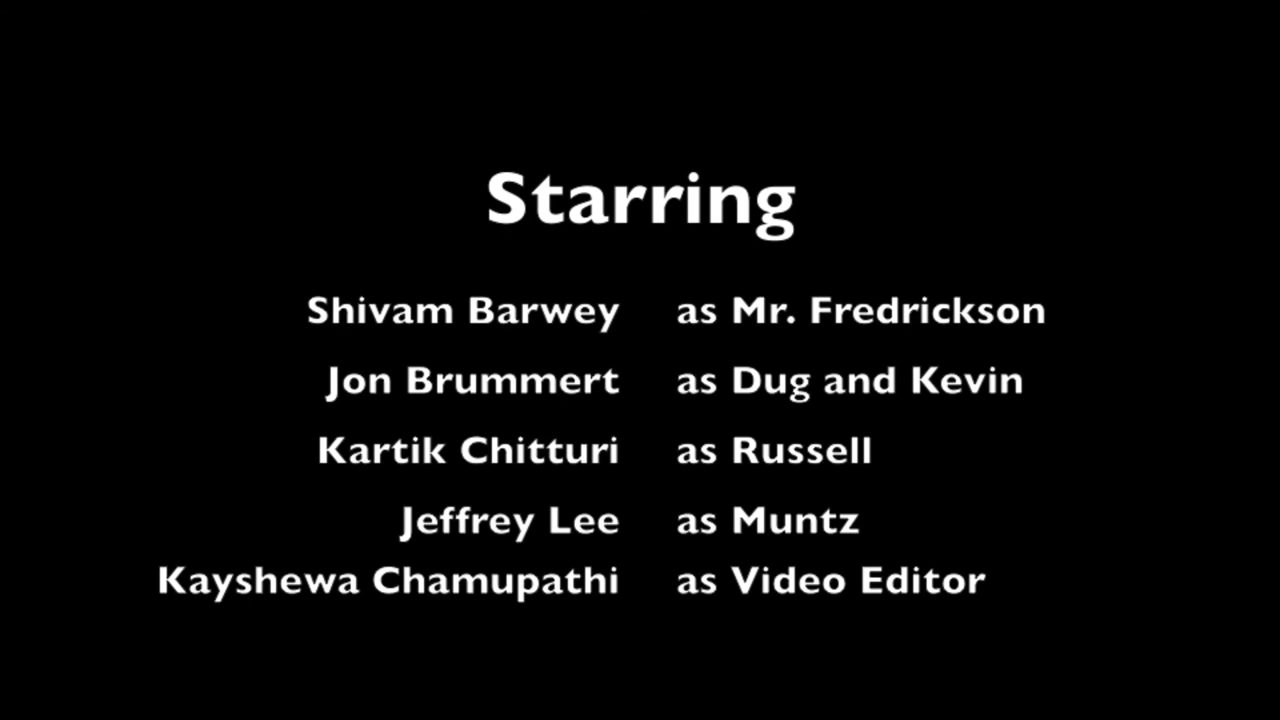 Starring
Shivam Barwey as Mr. Fredrickson
Jon Brummert as Dug and Kevin
Kartik Chitturi as Russell
Jeffrey Lee as Muntz
Kayshewa Chamupathi as Video Editor